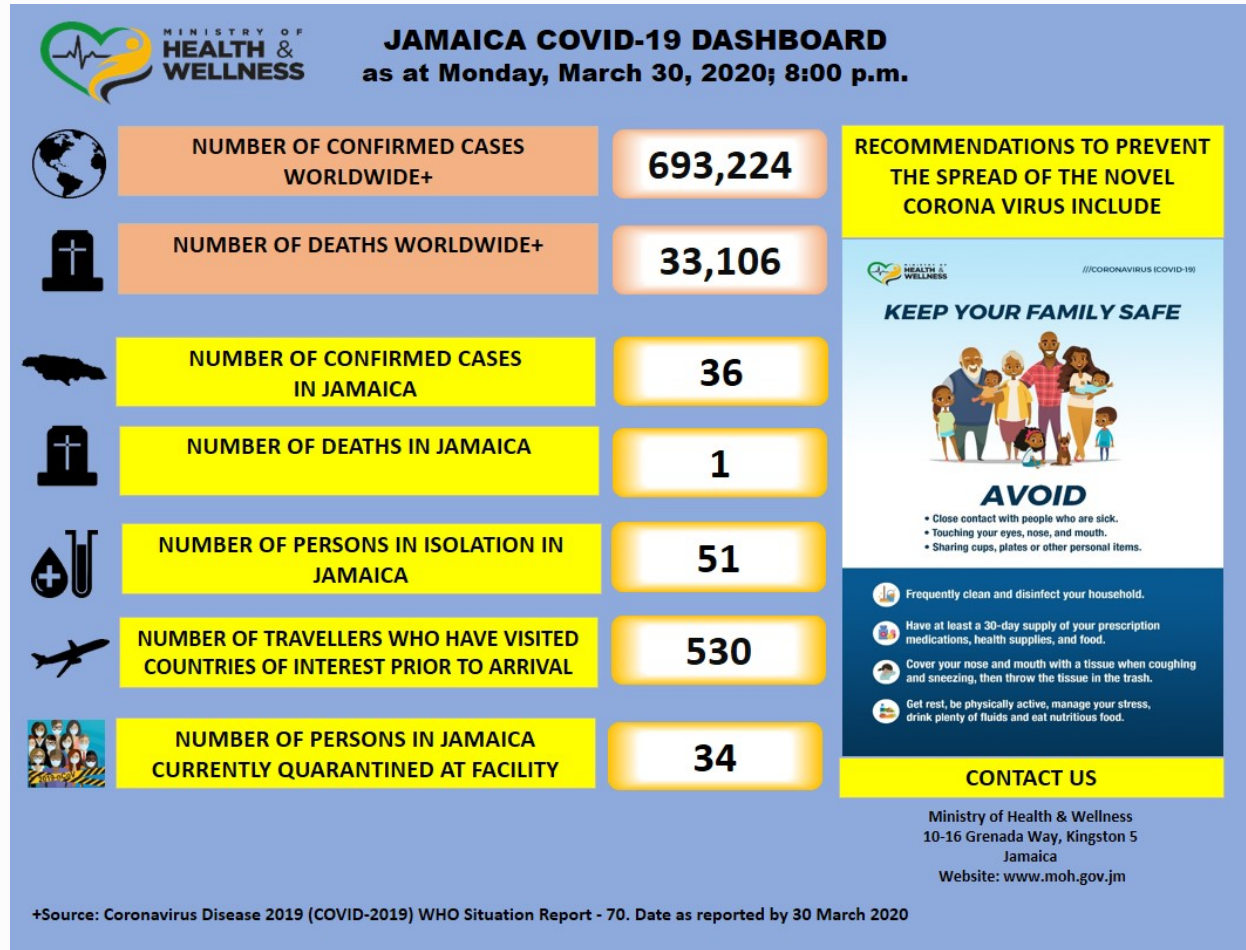 MINISTRY OF
HEALTH &
WELLNESS
JAMAICA COVID-19 DASHBOARD
as at Monday, March 30, 2020; 8:00 p.m.
NUMBER OF CONFIRMED CASES
WORLDWIDE+
693,224
NUMBER OF DEATHS WORLDWIDE+
33,106
NUMBER OF CONFIRMED CASES
IN JAMAICA
36
NUMBER OF DEATHS IN JAMAICA
1
NUMBER OF PERSONS IN ISOLATION IN
JAMAICA
51
NUMBER OF TRAVELLERS WHO HAVE VISITED
COUNTRIES OF INTEREST PRIOR TO ARRIVAL
530
NUMBER OF PERSONS IN JAMAICA
CURRENTLY QUARANTINED AT FACILITY
34
RECOMMENDATIONS TO PREVENT
THE SPREAD OF THE NOVEL
CORONA VIRUS INCLUDE
MINISTRY OF
HEALTH &
WELLNESS
///CORONAVIRUS (COVID-19)
KEEP YOUR FAMILY SAFE
AVOID
• Close contact with people who are sick.
• Touching your eyes, nose, and mouth.
• Sharing cups, plates or other personal items.
Frequently clean and disinfect your household.
Have at least a 30-day supply of your prescription
medications, health supplies, and food.
Cover your nose and mouth with a tissue when coughing
and sneezing, then throw the tissue in the trash.
Get rest, be physically active, manage your stress,
drink plenty of fluids and eat nutritious food.
CONTACT US
Ministry of Health & Wellness
10-16 Grenada Way, Kingston 5
Jamaica
Website: www.moh.gov.jm
+Source: Coronavirus Disease 2019 (COVID-2019) WHO Situation Report - 70. Date as reported by 30 March 2020